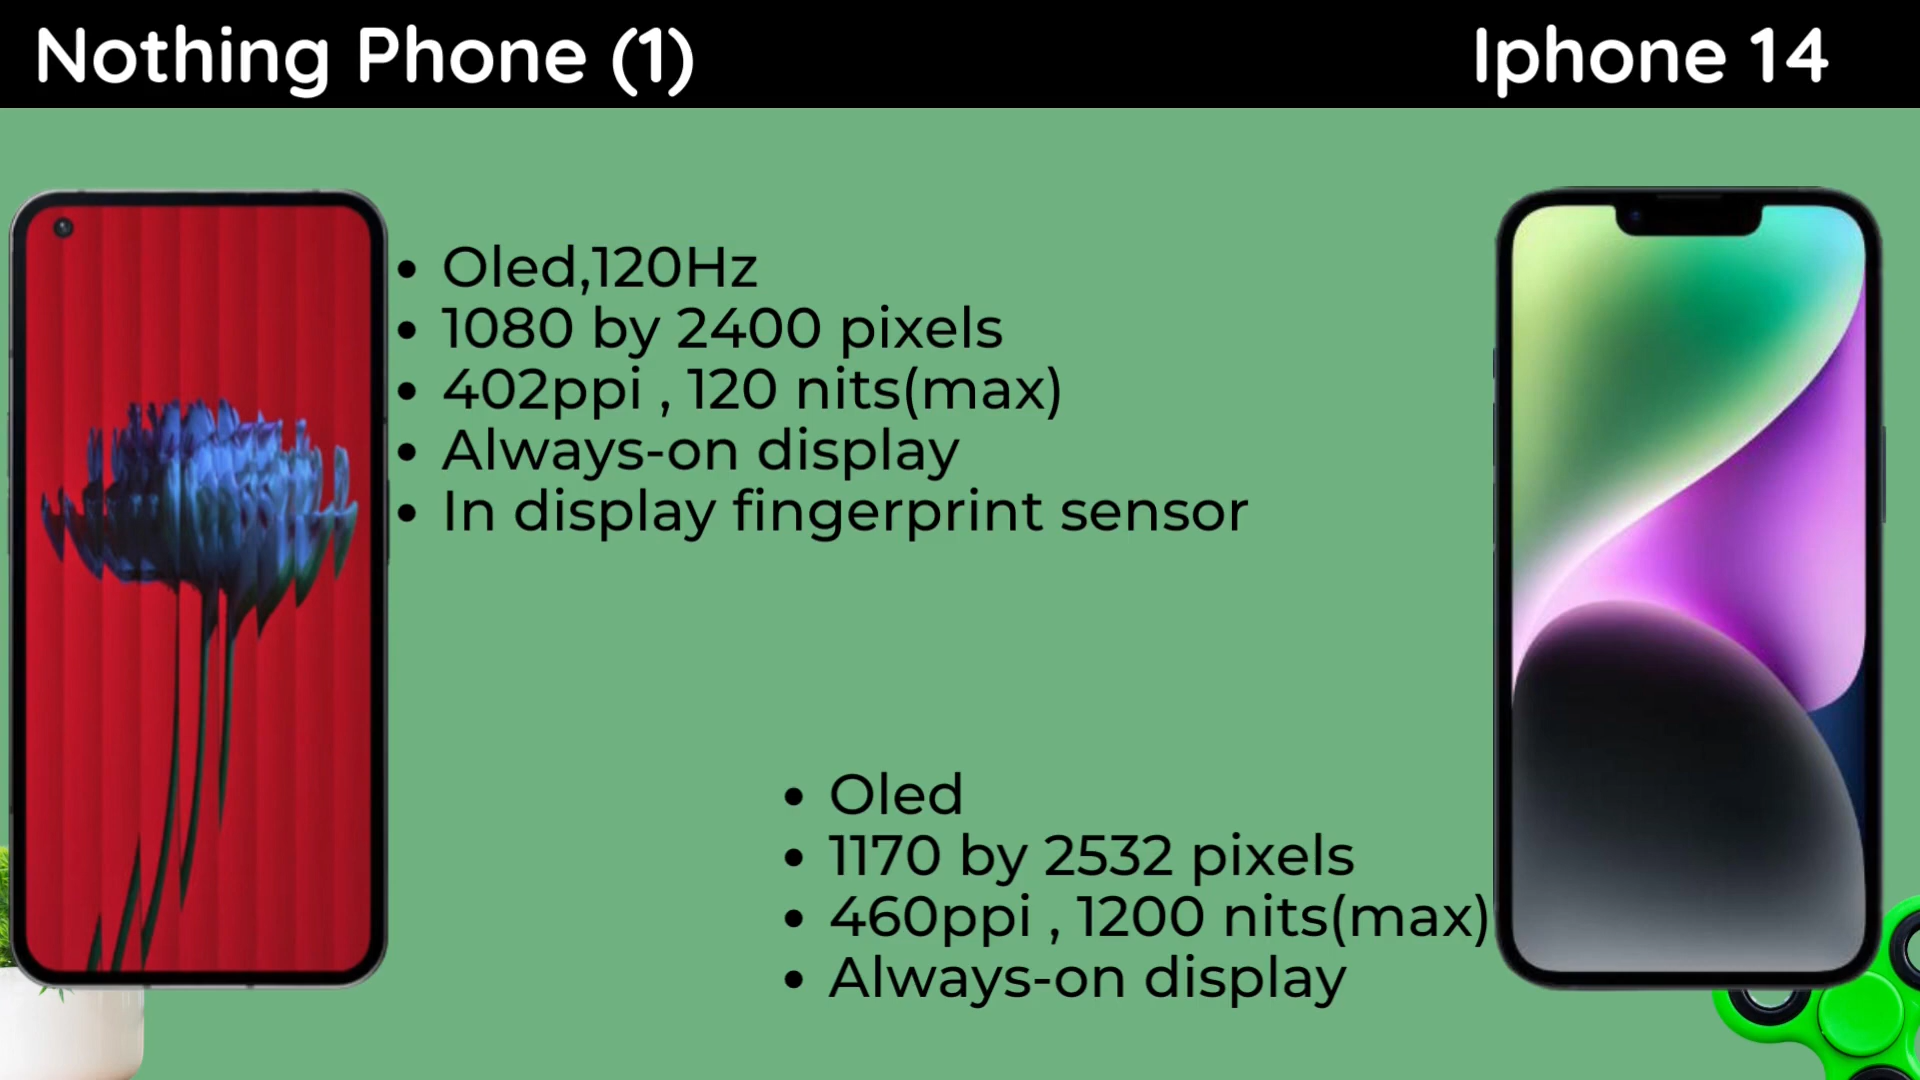 Nothing Phone (1)
Iphone 14
• Oled,120Hz
• 1080 by 2400 pixels
• 402ppi , 120 nits(max)
• Always-on display
• In display fingerprint sensor
• Oled
• 1170 by 2532 pixels
• 460ppi , 1200 nits(max)
• Always-on display